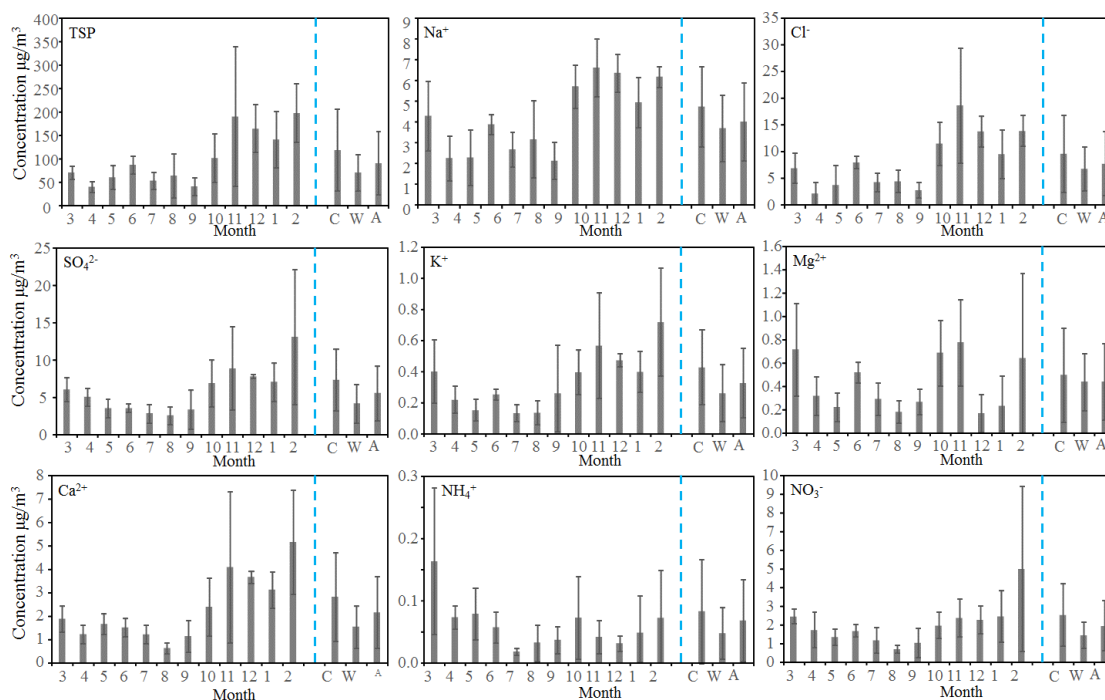 TSP
Concentration µg/m³
400
350
300
250
200
150
100
50
0
3 4 5 6 7 8 9 10 11 12 1 2 C W A
Month
Na⁺
9
8
7
6
5
4
3
2
1
0
3 4 5 6 7 8 9 10 11 12 1 2 C W A
Month
Cl⁻
35
30
25
20
15
10
5
0
3 4 5 6 7 8 9 10 11 12 1 2 C W A
Month
SO₄²⁻
Concentration µg/m³
25
20
15
10
5
0
3 4 5 6 7 8 9 10 11 12 1 2 C W A
Month
K⁺
1.2
1.0
0.8
0.6
0.4
0.2
0.0
3 4 5 6 7 8 9 10 11 12 1 2 C W A
Month
Mg²⁺
1.6
1.4
1.2
1.0
0.8
0.6
0.4
0.2
0.0
3 4 5 6 7 8 9 10 11 12 1 2 C W A
Month
Ca²⁺
Concentration µg/m³
8
7
6
5
4
3
2
1
0
3 4 5 6 7 8 9 10 11 12 1 2 C W A
Month
NH₄⁺
0.3
0.2
0.1
0.0
3 4 5 6 7 8 9 10 11 12 1 2 C W A
Month
NO₃⁻
10
9
8
7
6
5
4
3
2
1
0
3 4 5 6 7 8 9 10 11 12 1 2 C W A
Month